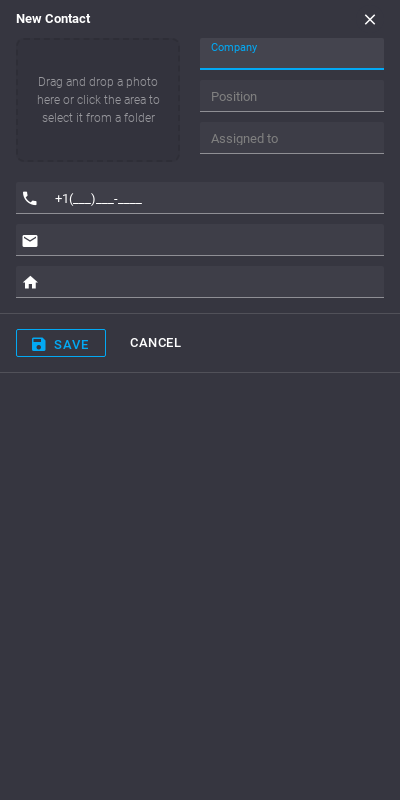 New Contact
Drag and drop a photo
here or click the area to
select it from a folder
Company
Position
Assigned to
+1(___)___-____
SAVE
CANCEL